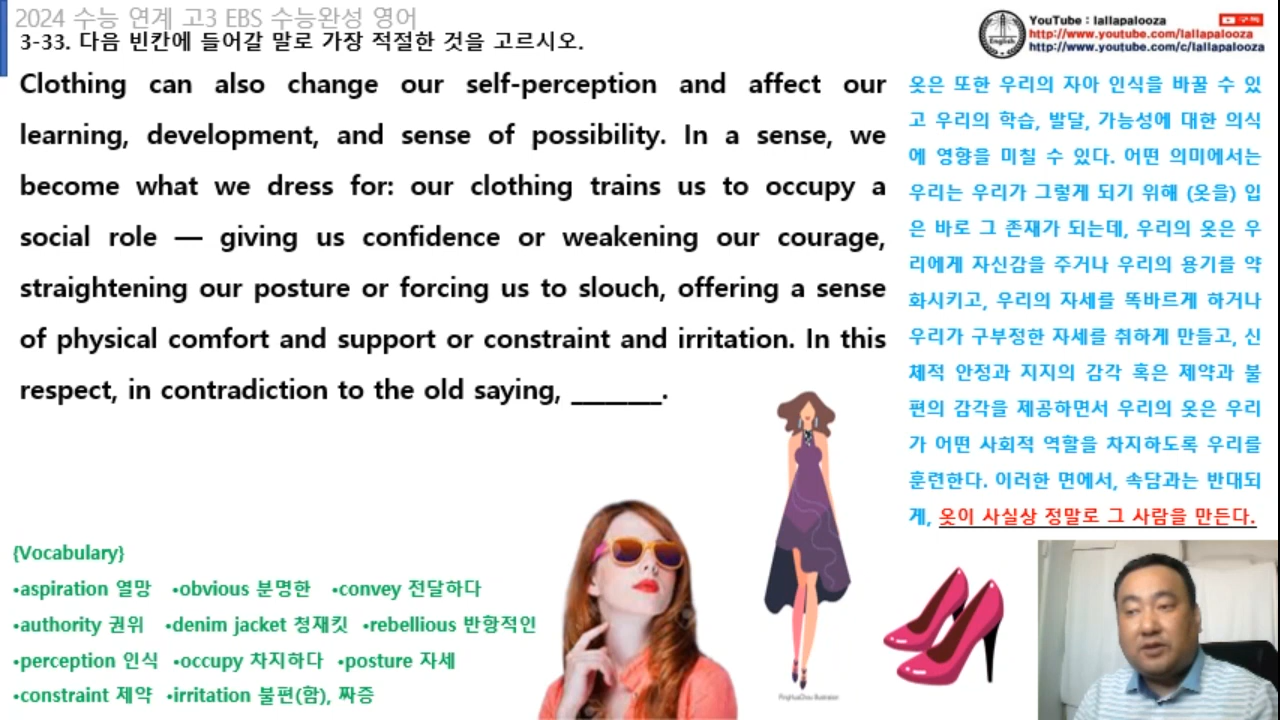 2024 수능 연계 고3 EBS 수능완성 영어
3-33. 다음 빈칸에 들어갈 말로 가장 적절한 것을 고르시오.
YouTube : lallapalooza
구독
http://www.youtube.com/lallapalooza
http://www.youtube.com/c/lallapalooza
English
Clothing can also change our self-perception and affect our
learning, development, and sense of possibility. In a sense, we
become what we dress for: our clothing trains us to occupy a
social role — giving us confidence or weakening our courage,
straightening our posture or forcing us to slouch, offering a sense
of physical comfort and support or constraint and irritation. In this
respect, in contradiction to the old saying, ________.
옷은 또한 우리의 자아 인식을 바꿀 수 있
고 우리의 학습, 발달, 가능성에 대한 의식
에 영향을 미칠 수 있다. 어떤 의미에서는
우리는 우리가 그렇게 되기 위해 (옷을) 입
은 바로 그 존재가 되는데, 우리의 옷은 우
리에게 자신감을 주거나 우리의 용기를 약
화시키고, 우리의 자세를 똑바르게 하거나
우리가 구부정한 자세를 취하게 만들고, 신
체적 안정과 지지의 감각 혹은 제약과 불
편의 감각을 제공하면서 우리의 옷은 우리
가 어떤 사회적 역할을 차지하도록 우리를
훈련한다. 이러한 면에서, 속담과는 반대되
게, 옷이 사실상 정말로 그 사람을 만든다.
{Vocabulary}
•aspiration 열망 •obvious 분명한 •convey 전달하다
•authority 권위 •denim jacket 청재킷 •rebellious 반항적인
•perception 인식 •occupy 차지하다 •posture 자세
•constraint 제약 •irritation 불편(함), 짜증